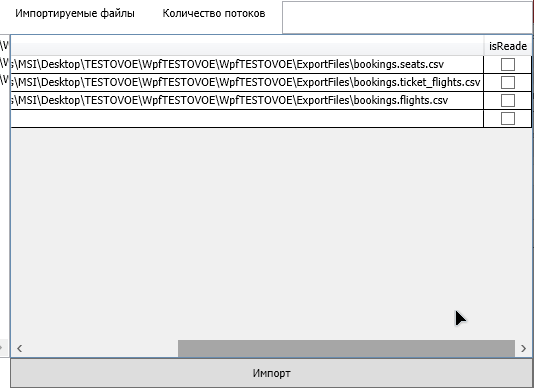 Импортируемые файлы Количество потоков
isReade
s\MSI\Desktop\TESTOVOE\WpfTESTOVOE\WpfTESTOVOE\ExportFiles\bookings.seats.csv
s\MSI\Desktop\TESTOVOE\WpfTESTOVOE\WpfTESTOVOE\ExportFiles\bookings.ticket_flights.csv
s\MSI\Desktop\TESTOVOE\WpfTESTOVOE\WpfTESTOVOE\ExportFiles\bookings.flights.csv
Импорт